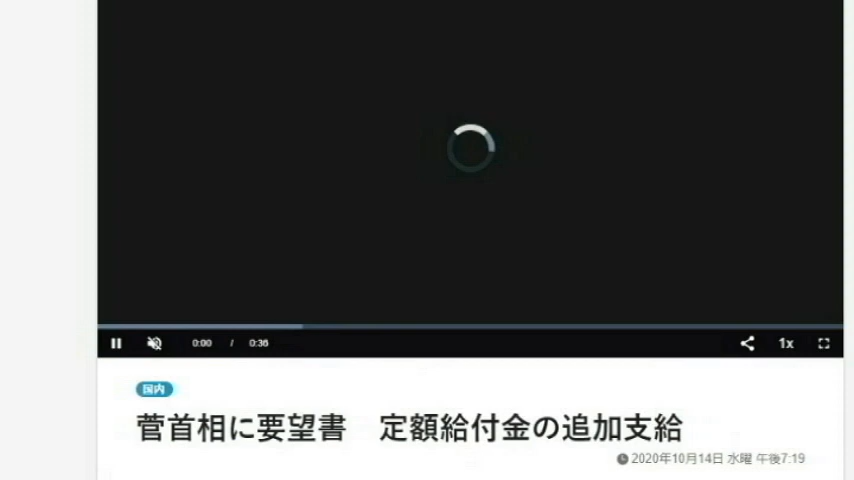 0:00 / 0:36 1x
国内
菅首相に要望書 定額給付金の追加支給
2020年10月14日 水曜 午後7:19